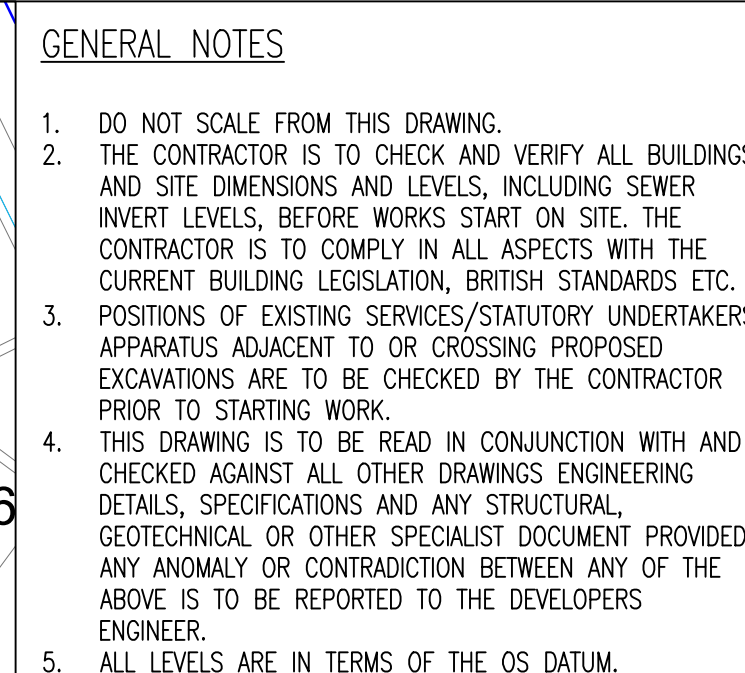 GENERAL NOTES
1. DO NOT SCALE FROM THIS DRAWING.
2. THE CONTRACTOR IS TO CHECK AND VERIFY ALL BUILDINGS
AND SITE DIMENSIONS AND LEVELS, INCLUDING SEWER
INVERT LEVELS, BEFORE WORKS START ON SITE. THE
CONTRACTOR IS TO COMPLY IN ALL ASPECTS WITH THE
CURRENT BUILDING LEGISLATION, BRITISH STANDARDS ETC.
3. POSITIONS OF EXISTING SERVICES/STATUTORY UNDERTAKERS
APPARATUS ADJACENT TO OR CROSSING PROPOSED
EXCAVATIONS ARE TO BE CHECKED BY THE CONTRACTOR
PRIOR TO STARTING WORK.
4. THIS DRAWING IS TO BE READ IN CONJUNCTION WITH AND
CHECKED AGAINST ALL OTHER DRAWINGS ENGINEERING
DETAILS, SPECIFICATIONS AND ANY STRUCTURAL,
GEOTECHNICAL OR OTHER SPECIALIST DOCUMENT PROVIDED
ANY ANOMALY OR CONTRADICTION BETWEEN ANY OF THE
6
ABOVE IS TO BE REPORTED TO THE DEVELOPERS
ENGINEER.
5. ALL LEVELS ARE IN TERMS OF THE OS DATUM.